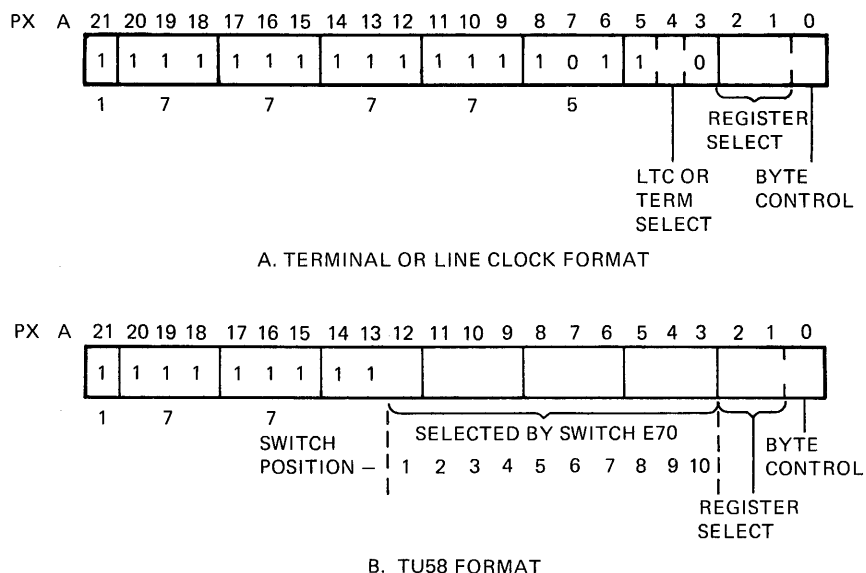 PX A 21 20 19 18 17 16 15 14 13 12 11 10 9 8 7 6 5 4 3 2 1 0
1 1 1 1 1 1 1 1 1 1 1 1 1 1 0 1 1 0
1 7 7 7 7 5
REGISTER
SELECT
LTC OR
TERM
SELECT
BYTE
CONTROL
A. TERMINAL OR LINE CLOCK FORMAT
PX A 21 20 19 18 17 16 15 14 13 12 11 10 9 8 7 6 5 4 3 2 1 0
1 1 1 1 1 1 1 1 1
1 7 7
SWITCH
POSITION –
SELECTED BY SWITCH E70
1 2 3 4 5 6 7 8 9 10
BYTE
CONTROL
REGISTER
SELECT
B. TU58 FORMAT